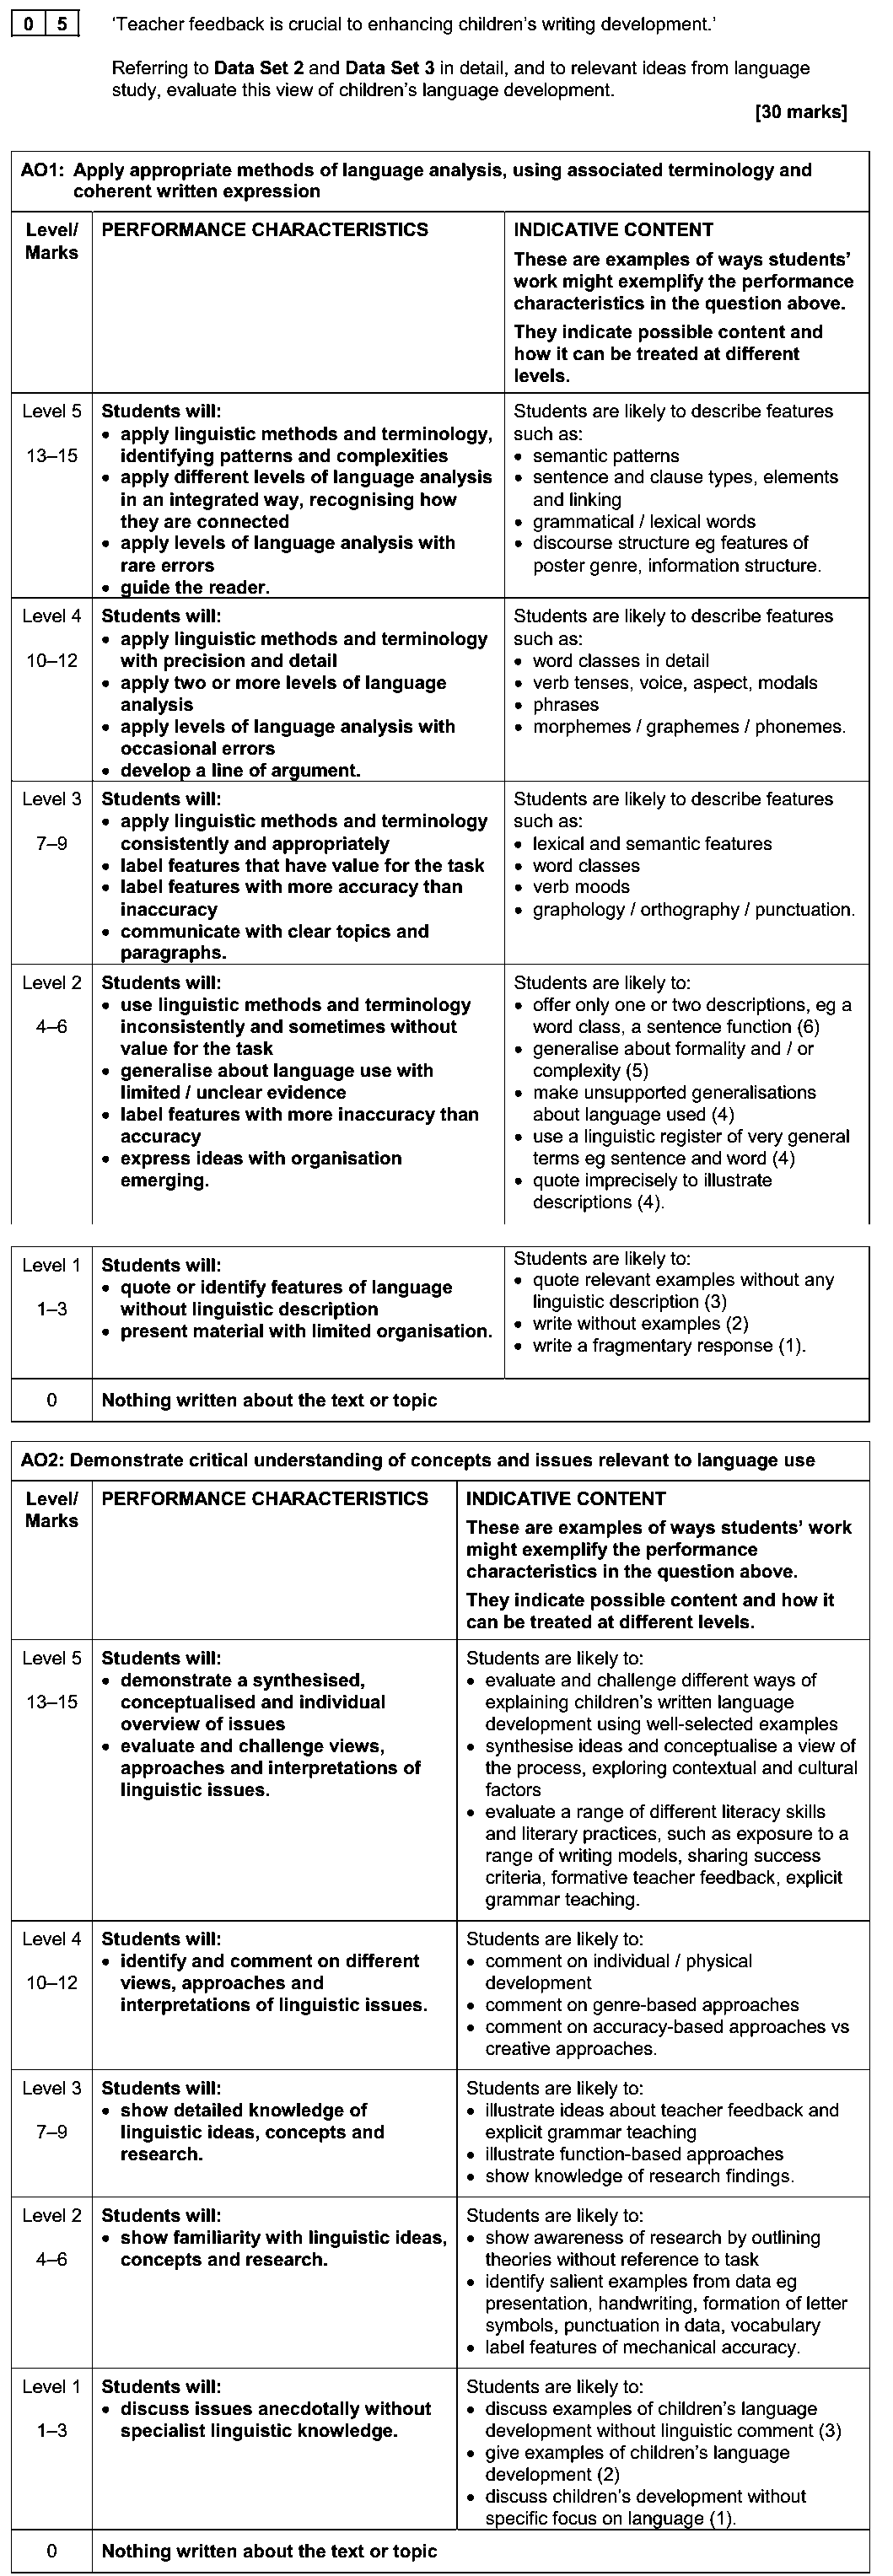 0 5 ‘Teacher feedback is crucial to enhancing children’s writing development.’
Referring to Data Set 2 and Data Set 3 in detail, and to relevant ideas from language
study, evaluate this view of children’s language development.
[30 marks]
AO1: Apply appropriate methods of language analysis, using associated terminology and
coherent written expression
Level/
Marks
PERFORMANCE CHARACTERISTICS
INDICATIVE CONTENT
These are examples of ways students’
work might exemplify the performance
characteristics in the question above.
They indicate possible content and
how it can be treated at different
levels.
Level 5
13–15
Students will:
• apply linguistic methods and terminology,
identifying patterns and complexities
• apply different levels of language analysis
in an integrated way, recognising how
they are connected
• apply levels of language analysis with
rare errors
• guide the reader.
Students are likely to describe features
such as:
• semantic patterns
• sentence and clause types, elements
and linking
• grammatical / lexical words
• discourse structure eg features of
poster genre, information structure.
Level 4
10–12
Students will:
• apply linguistic methods and terminology
with precision and detail
• apply two or more levels of language
analysis
• apply levels of language analysis with
occasional errors
• develop a line of argument.
Students are likely to describe features
such as:
• word classes in detail
• verb tenses, voice, aspect, modals
• phrases
• morphemes / graphemes / phonemes.
Level 3
7–9
Students will:
• apply linguistic methods and terminology
consistently and appropriately
• label features that have value for the task
• label features with more accuracy than
inaccuracy
• communicate with clear topics and
paragraphs.
Students are likely to describe features
such as:
• lexical and semantic features
• word classes
• verb moods
• graphology / orthography / punctuation.
Level 2
4–6
Students will:
• use linguistic methods and terminology
inconsistently and sometimes without
value for the task
• generalise about language use with
limited / unclear evidence
• label features with more inaccuracy than
accuracy
• express ideas with organisation
emerging.
Students are likely to:
• offer only one or two descriptions, eg a
word class, a sentence function (6)
• generalise about formality and / or
complexity (5)
• make unsupported generalisations
about language used (4)
• use a linguistic register of very general
terms eg sentence and word (4)
• quote imprecisely to illustrate
descriptions (4).
Level 1
1–3
Students will:
• quote or identify features of language
without linguistic description
• present material with limited organisation.
Students are likely to:
• quote relevant examples without any
linguistic description (3)
• write without examples (2)
• write a fragmentary response (1).
0 Nothing written about the text or topic
AO2: Demonstrate critical understanding of concepts and issues relevant to language use
Level/
Marks
PERFORMANCE CHARACTERISTICS
INDICATIVE CONTENT
These are examples of ways students’ work
might exemplify the performance
characteristics in the question above.
They indicate possible content and how it
can be treated at different levels.
Level 5
13–15
Students will:
• demonstrate a synthesised,
conceptualised and individual
overview of issues
• evaluate and challenge views,
approaches and interpretations of
linguistic issues.
Students are likely to:
• evaluate and challenge different ways of
explaining children’s written language
development using well-selected examples
• synthesise ideas and conceptualise a view of
the process, exploring contextual and cultural
factors
• evaluate a range of different literacy skills
and literary practices, such as exposure to a
range of writing models, sharing success
criteria, formative teacher feedback, explicit
grammar teaching.
Level 4
10–12
Students will:
• identify and comment on different
views, approaches and
interpretations of linguistic issues.
Students are likely to:
• comment on individual / physical
development
• comment on genre-based approaches
• comment on accuracy-based approaches vs
creative approaches.
Level 3
7–9
Students will:
• show detailed knowledge of
linguistic ideas, concepts and
research.
Students are likely to:
• illustrate ideas about teacher feedback and
explicit grammar teaching
• illustrate function-based approaches
• show knowledge of research findings.
Level 2
4–6
Students will:
• show familiarity with linguistic ideas,
concepts and research.
Students are likely to:
• show awareness of research by outlining
theories without reference to task
• identify salient examples from data eg
presentation, handwriting, formation of letter
symbols, punctuation in data, vocabulary
• label features of mechanical accuracy.
Level 1
1–3
Students will:
• discuss issues anecdotally without
specialist linguistic knowledge.
Students are likely to:
• discuss examples of children’s language
development without linguistic comment (3)
• give examples of children’s language
development (2)
• discuss children’s development without
specific focus on language (1).
0 Nothing written about the text or topic